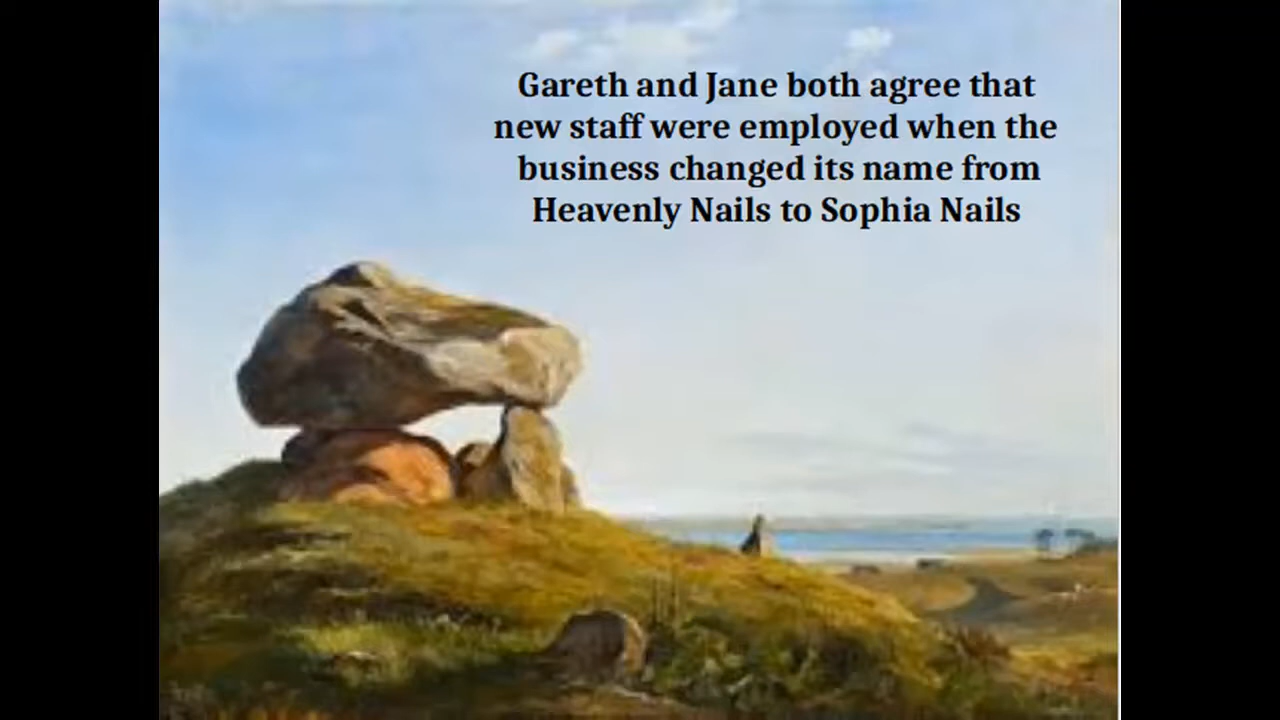 Gareth and Jane both agree that
new staff were employed when the
business changed its name from
Heavenly Nails to Sophia Nails